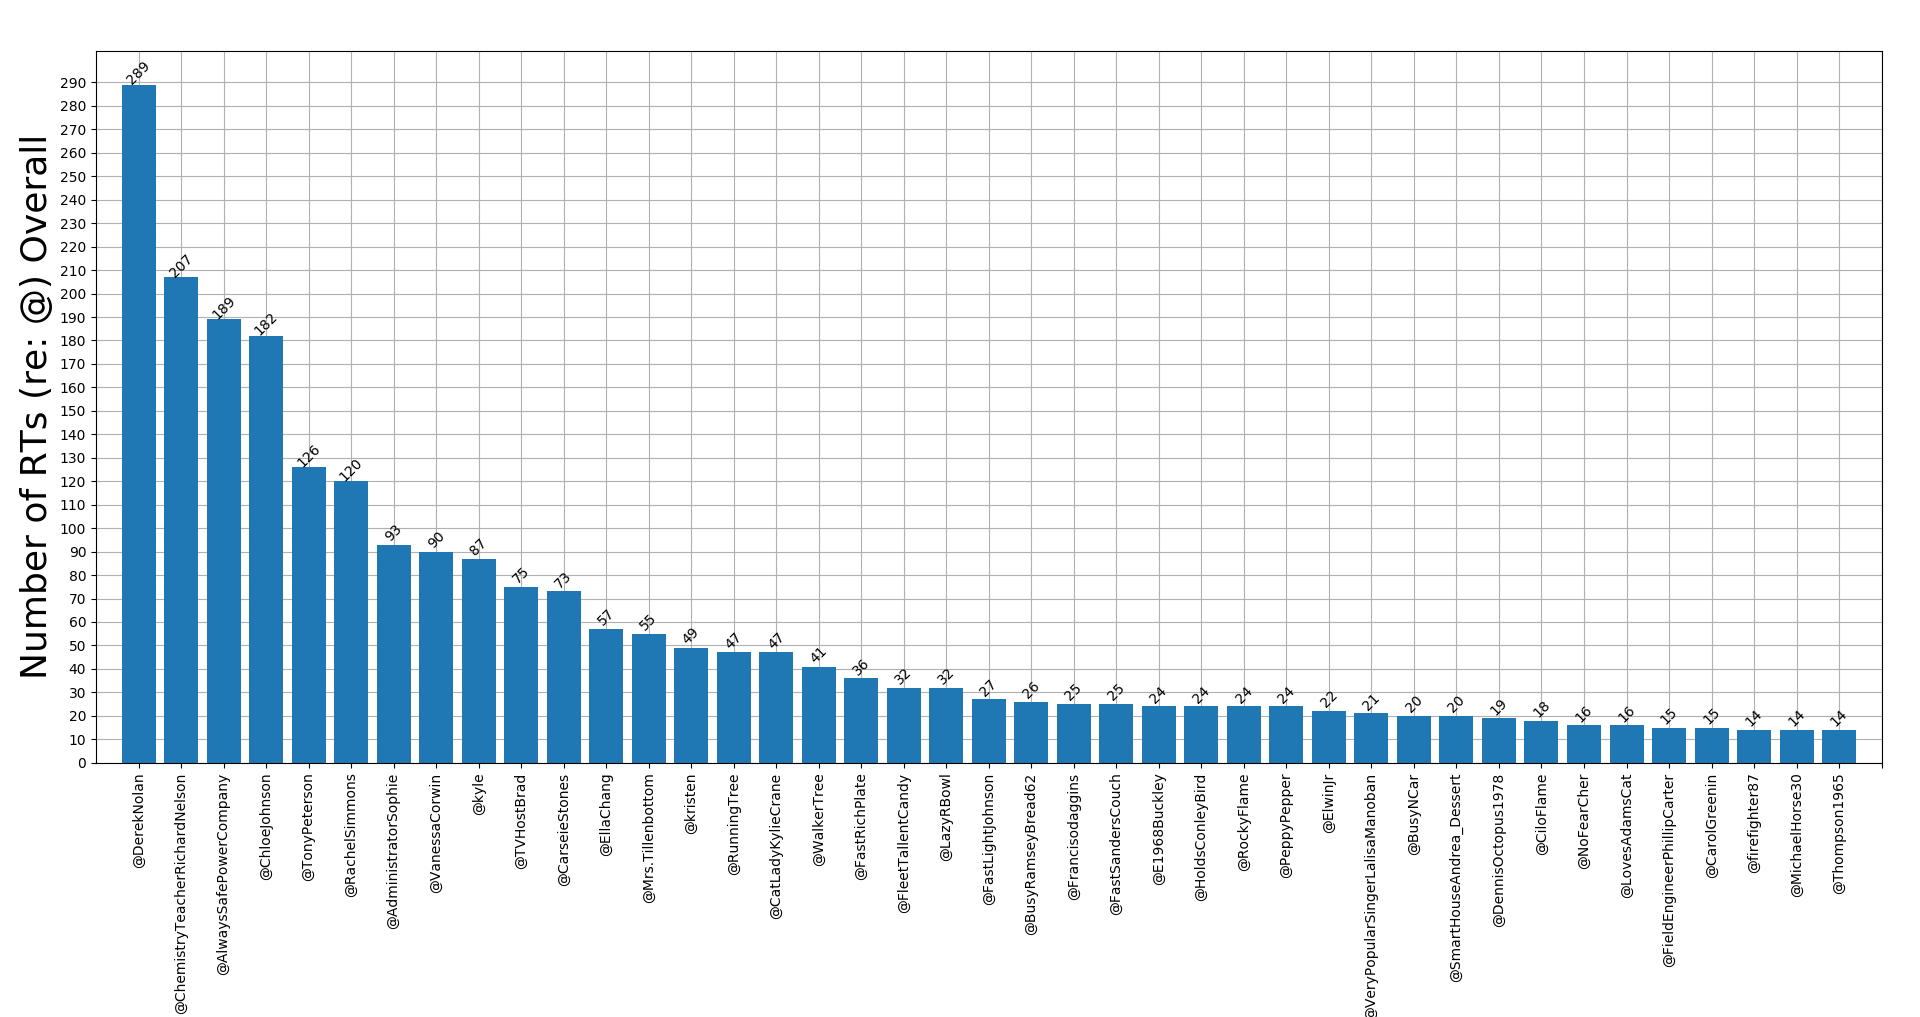 Number of RTs (re: @) Overall
290
280
270
260
250
240
230
220
210
200
190
180
170
160
150
140
130
120
110
100
90
80
70
60
50
40
30
20
10
0
289
207
189
182
126
120
93
90
87
75
73
57
55
49
47
47
41
36
32
32
27
26
25
25
24
24
24
24
22
21
20
20
19
18
16
16
15
15
14
14
14
@DerekNolan
@ChemistryTeacherRichardNelson
@AlwaysSafePowerCompany
@ChloeJohnson
@TonyPeterson
@RachelSimmons
@AdministratorSophie
@VanessaCorwin
@kyle
@TVHostBrad
@CarseieStones
@EllaChang
@Mrs.Tillenbottom
@kristen
@RunningTree
@CatLadyKylieCrane
@WalkerTree
@FastRichPlate
@FleetTallentCandy
@LazyRBowl
@FastLightJohnson
@BusyRamseyBread62
@Franciscodaggins
@FastSandersCouch
@E1968Buckley
@HoldsConleyBird
@RockyFlame
@PeppyPepper
@ElwinJr
@VeryPopularSingerLalisaManoban
@BusyNCar
@SmartHouseAndrea_Dessert
@DennisOctopus1978
@CiloFlame
@NoFearCher
@LovesAdamsCat
@FieldEngineerPhillipCarter
@CarolGreenin
@firefighter87
@MichaelHorse30
@Thompson1965